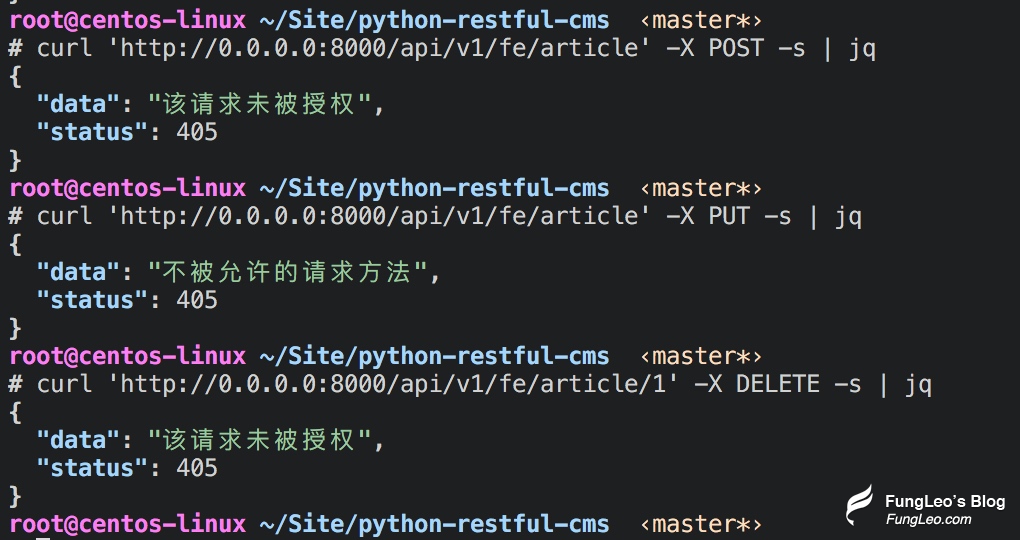 }
root@centos-linux ~/Site/python-restful-cms ‹master*›
# curl 'http://0.0.0.0:8000/api/v1/fe/article' -X POST -s | jq
{
  "data": "该请求未被授权",
  "status": 405
}
root@centos-linux ~/Site/python-restful-cms ‹master*›
# curl 'http://0.0.0.0:8000/api/v1/fe/article' -X PUT -s | jq
{
  "data": "不被允许的请求方法",
  "status": 405
}
root@centos-linux ~/Site/python-restful-cms ‹master*›
# curl 'http://0.0.0.0:8000/api/v1/fe/article/1' -X DELETE -s | jq
{
  "data": "该请求未被授权",
  "status": 405
}
root@centos-linux ~/Site/python-restful-cms ‹master*›
FungLeo's Blog
FungLeo.com